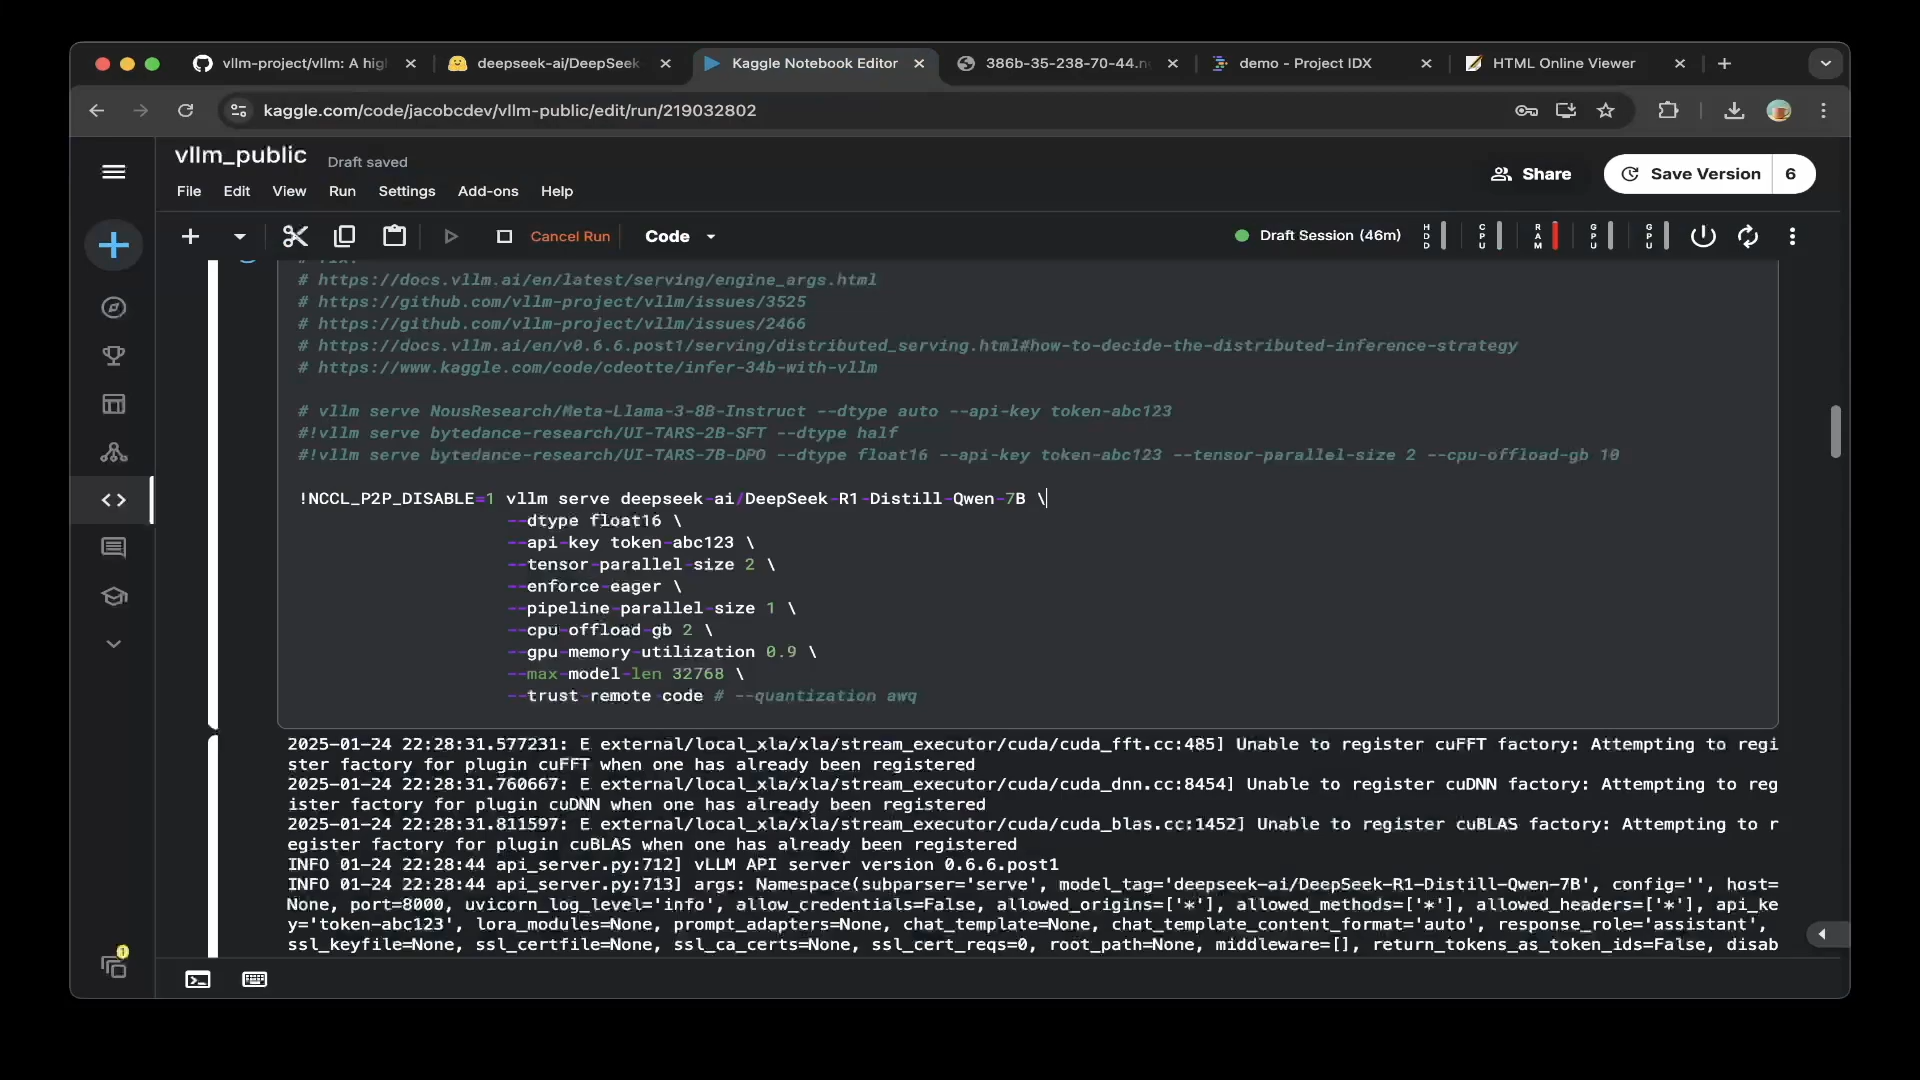 vllm-project/vllm: A hig
deepseek-ai/DeepSeek
Kaggle Notebook Editor
386b-35-238-70-44.n
demo - Project IDX
HTML Online Viewer
kaggle.com/code/jacobcdev/vllm-public/edit/run/219032802
vllm_public
Draft saved
File
Edit
View
Run
Settings
Add-ons
Help
Share
Save Version
6
Cancel Run
Code
Draft Session (46m)
HDD
CPU
RAM
GPU
GPU
# https://docs.vllm.ai/en/latest/serving/engine_args.html
# https://github.com/vllm-project/vllm/issues/3525
# https://github.com/vllm-project/vllm/issues/2466
# https://docs.vllm.ai/en/v0.6.6.post1/serving/distributed_serving.html#how-to-decide-the-distributed-inference-strategy
# https://www.kaggle.com/code/cdeotte/infer-34b-with-vllm
# vllm serve NousResearch/Meta-Llama-3-8B-Instruct --dtype auto --api-key token-abc123
#!vllm serve bytedance-research/UI-TARS-2B-SFT --dtype half
#!vllm serve bytedance-research/UI-TARS-7B-DPO --dtype float16 --api-key token-abc123 --tensor-parallel-size 2 --cpu-offload-gb 10
!NCCL_P2P_DISABLE=1 vllm serve deepseek-ai/DeepSeek-R1-Distill-Qwen-7B \
--dtype float16 \
--api-key token-abc123 \
--tensor-parallel-size 2 \
--enforce-eager \
--pipeline-parallel-size 1 \
--cpu-offload-gb 2 \
--gpu-memory-utilization 0.9 \
--max-model-len 32768 \
--trust-remote-code # --quantization awq
2025-01-24 22:28:31.577231: E external/local_xla/xla/stream_executor/cuda/cuda_fft.cc:485] Unable to register cuFFT factory: Attempting to regi
ster factory for plugin cuFFT when one has already been registered
2025-01-24 22:28:31.760667: E external/local_xla/xla/stream_executor/cuda/cuda_dnn.cc:8454] Unable to register cuDNN factory: Attempting to reg
ister factory for plugin cuDNN when one has already been registered
2025-01-24 22:28:31.811597: E external/local_xla/xla/stream_executor/cuda/cuda_blas.cc:1452] Unable to register cuBLAS factory: Attempting to r
egister factory for plugin cuBLAS when one has already been registered
INFO 01-24 22:28:44 api_server.py:712] vLLM API server version 0.6.6.post1
INFO 01-24 22:28:44 api_server.py:713] args: Namespace(subparser='serve', model_tag='deepseek-ai/DeepSeek-R1-Distill-Qwen-7B', config='', host=
None, port=8000, uvicorn_log_level='info', allow_credentials=False, allowed_origins=['*'], allowed_methods=['*'], allowed_headers=['*'], api_ke
y='token-abc123', lora_modules=None, prompt_adapters=None, chat_template=None, chat_template_content_format='auto', response_role='assistant',
ssl_keyfile=None, ssl_certfile=None, ssl_ca_certs=None, ssl_cert_reqs=0, root_path=None, middleware=[], return_tokens_as_token_ids=False, disab
1